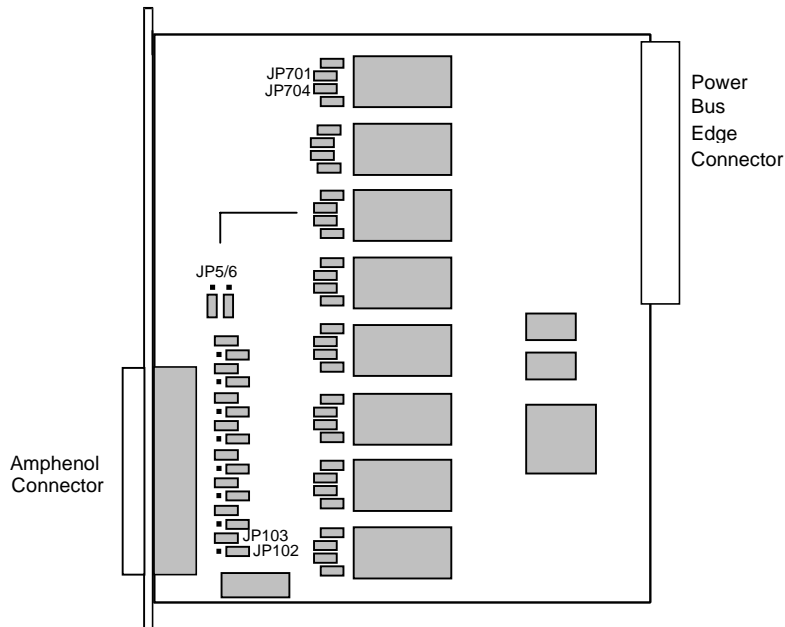 JP701
JP704
Power
Bus
Edge
Connector
JP5/6
Amphenol
Connector
JP103
JP102